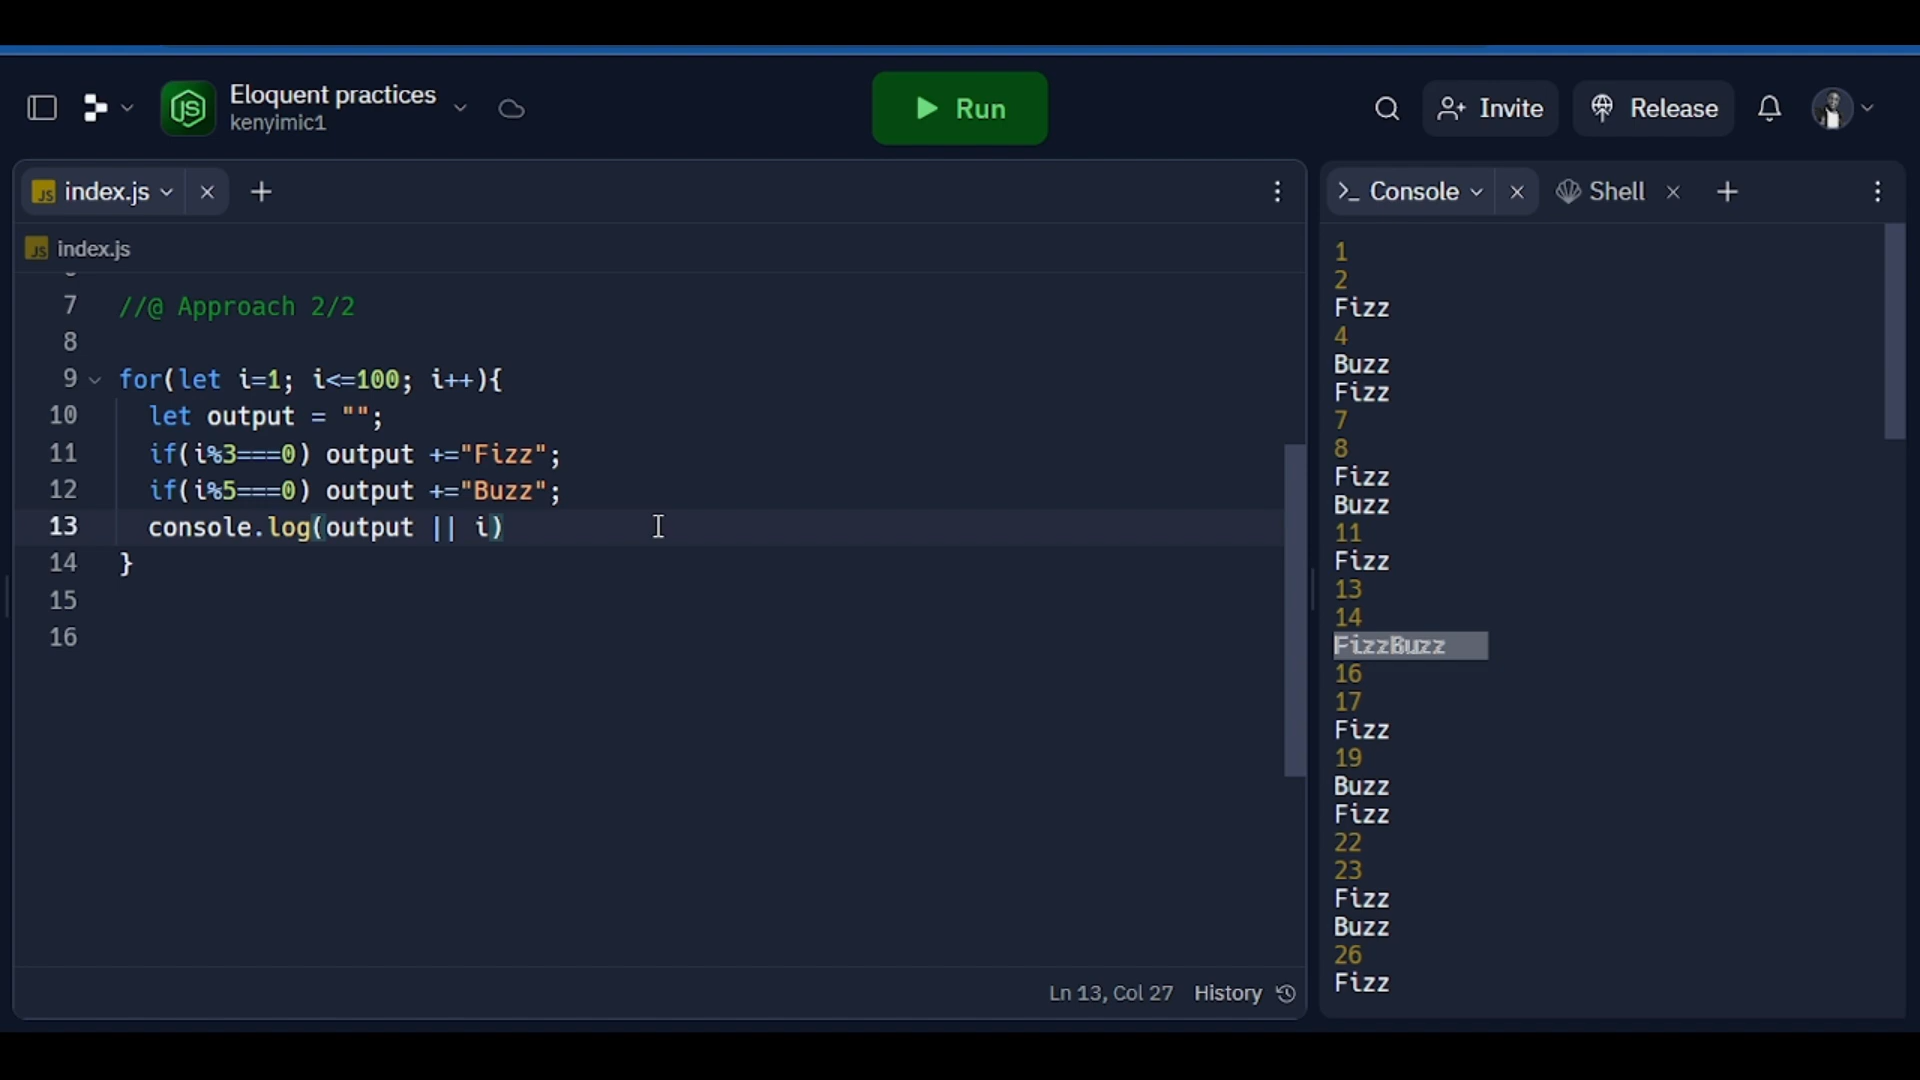 Eloquent practices
kenyimic1
Run
Invite
Release
JS index.js
Console
Shell
JS index.js
7 //@ Approach 2/2
8
9 for(let i=1; i<=100; i++){
10 let output = "";
11 if(i%3===0) output +="Fizz";
12 if(i%5===0) output +="Buzz";
13 console.log(output || i)
14 }
15
16
Ln 13, Col 27 History
1
2
Fizz
4
Buzz
Fizz
7
8
Fizz
Buzz
11
Fizz
13
14
FizzBuzz
16
17
Fizz
19
Buzz
Fizz
22
23
Fizz
Buzz
26
Fizz